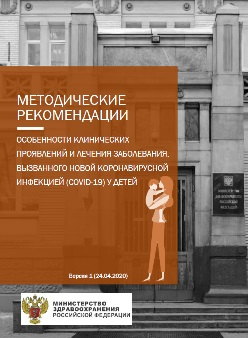 МЕТОДИЧЕСКИЕ
РЕКОМЕНДАЦИИ
ОСОБЕННОСТИ КЛИНИЧЕСКИХ
ПРОЯВЛЕНИЙ И ЛЕЧЕНИЯ ЗАБОЛЕВАНИЯ,
ВЫЗВАННОГО НОВОЙ КОРОНАВИРУСНОЙ
ИНФЕКЦИЕЙ (COVID-19) У ДЕТЕЙ
Версия 1 (24.04.2020)
МИНИСТЕРСТВО
ЗДРАВООХРАНЕНИЯ
РОССИЙСКОЙ ФЕДЕРАЦИИ